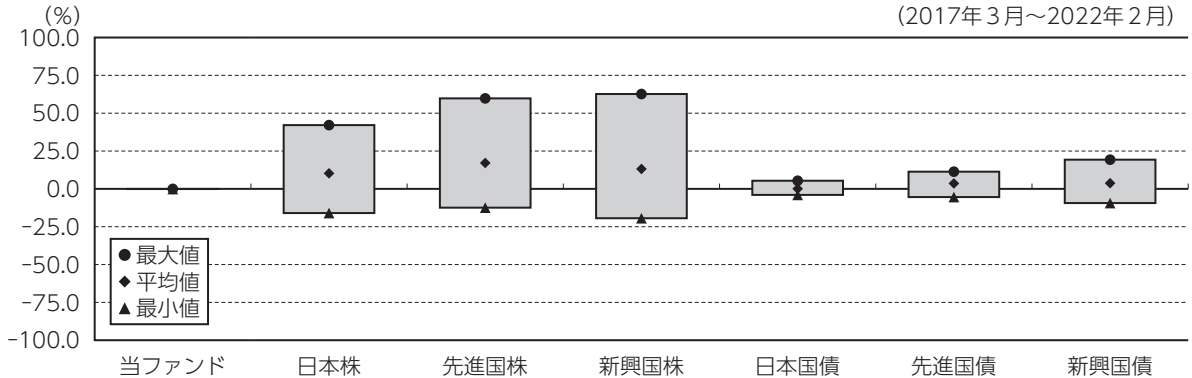 (%)
(2017年３月～2022年２月)
100.0
75.0
50.0
25.0
0.0
-25.0
-50.0
-75.0
-100.0
●最大値
◆平均値
▲最小値
当ファンド 日本株 先進国株 新興国株 日本国債 先進国債 新興国債